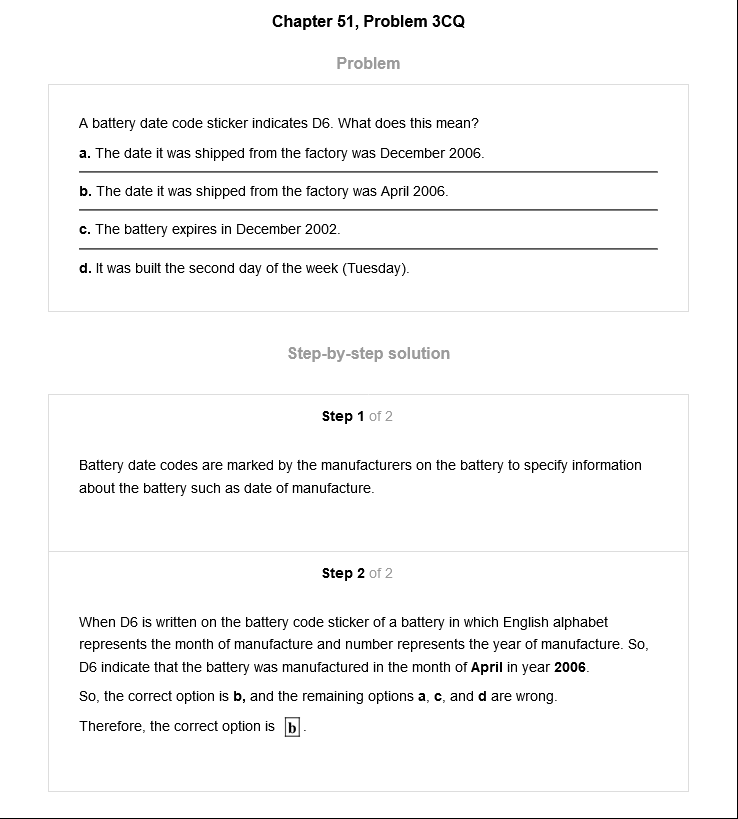 Chapter 51, Problem 3CQ
Problem
A battery date code sticker indicates D6. What does this mean?
a. The date it was shipped from the factory was December 2006.
b. The date it was shipped from the factory was April 2006.
c. The battery expires in December 2002.
d. It was built the second day of the week (Tuesday).
Step-by-step solution
Step 1 of 2
Battery date codes are marked by the manufacturers on the battery to specify information
about the battery such as date of manufacture.
Step 2 of 2
When D6 is written on the battery code sticker of a battery in which English alphabet
represents the month of manufacture and number represents the year of manufacture. So,
D6 indicate that the battery was manufactured in the month of April in year 2006.
So, the correct option is b, and the remaining options a, c, and d are wrong.
Therefore, the correct option is b.